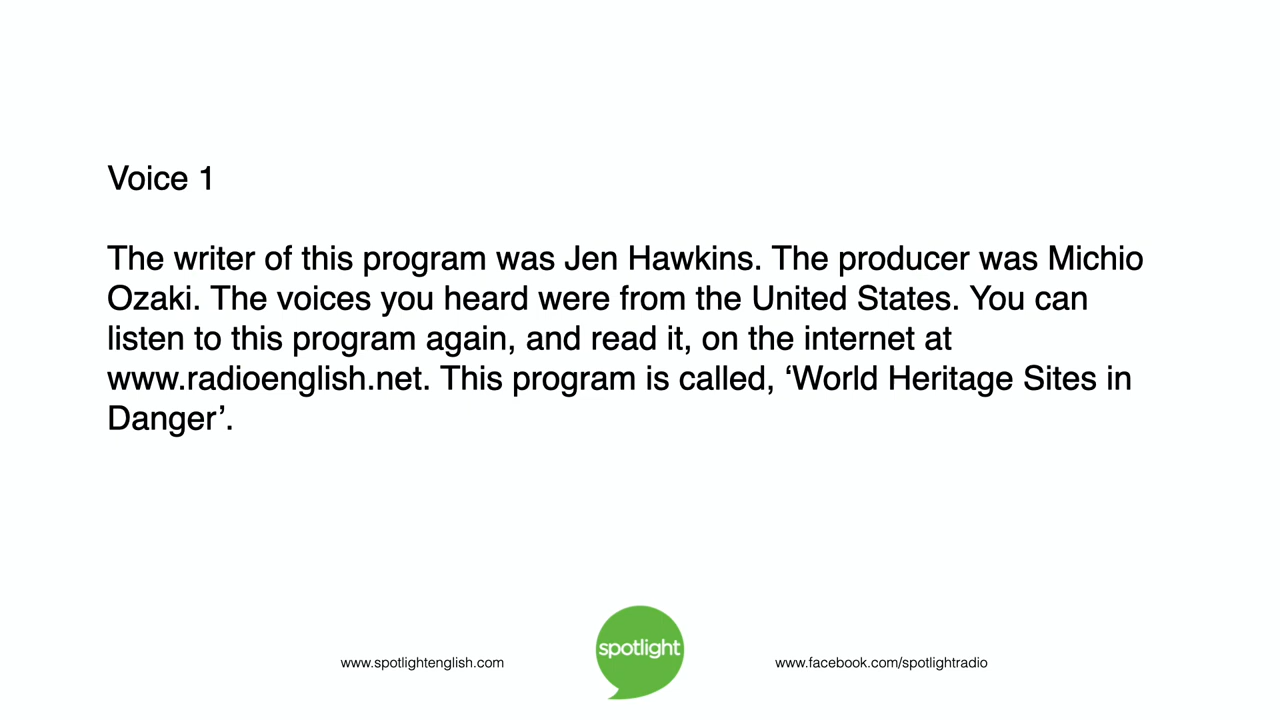 Voice 1
The writer of this program was Jen Hawkins. The producer was Michio
Ozaki. The voices you heard were from the United States. You can
listen to this program again, and read it, on the internet at
www.radioenglish.net. This program is called, ‘World Heritage Sites in
Danger’.
www.spotlightenglish.com
spotlight
www.facebook.com/spotlightradio